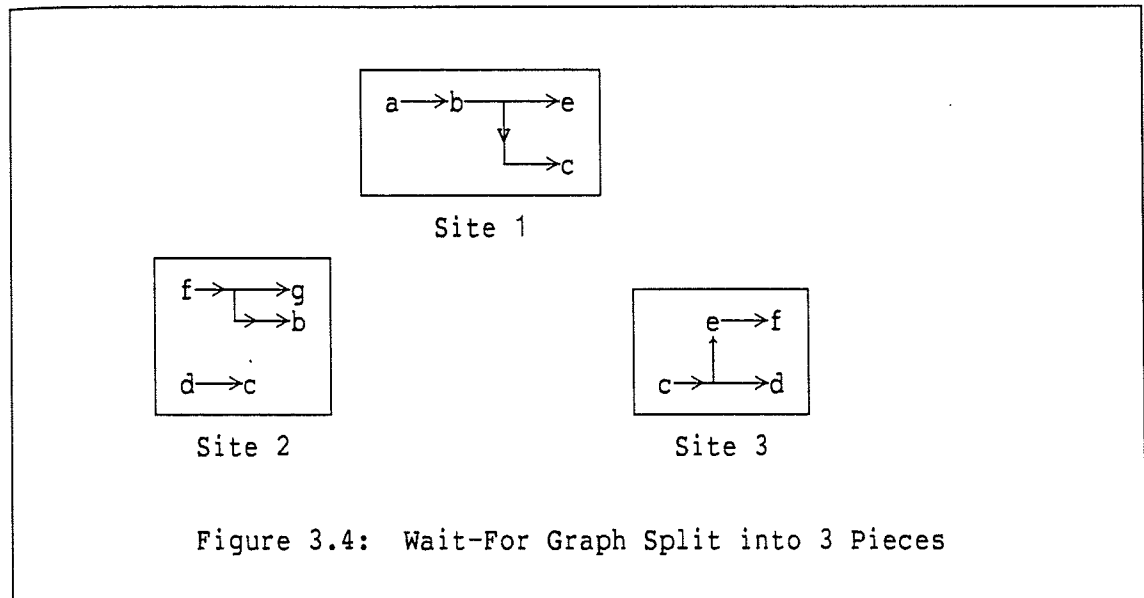 a b e
c
Site 1
f g
b
d c
Site 2
e f
c d
Site 3
Figure 3.4: Wait-For Graph Split into 3 Pieces